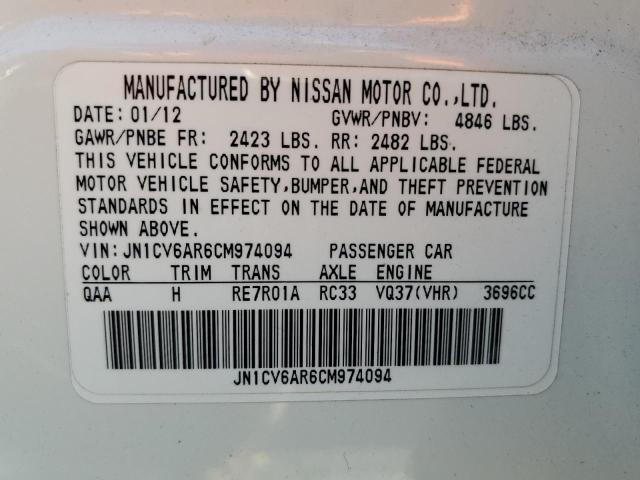 MANUFACTURED BY NISSAN MOTOR CO.,LTD.
DATE: 01/12 GVWR/PNBV: 4846 LBS.
GAWR/PNBE FR: 2423 LBS. RR: 2482 LBS.
THIS VEHICLE CONFORMS TO ALL APPLICABLE FEDERAL
MOTOR VEHICLE SAFETY,BUMPER,AND THEFT PREVENTION
STANDARDS IN EFFECT ON THE DATE OF MANUFACTURE
SHOWN ABOVE.
VIN:JN1CV6AR6CM974094 PASSENGER CAR
COLOR TRIM TRANS AXLE ENGINE
QAA H RE7R01A RC33 VQ37(VHR) 3696CC
JN1CV6AR6CM974094